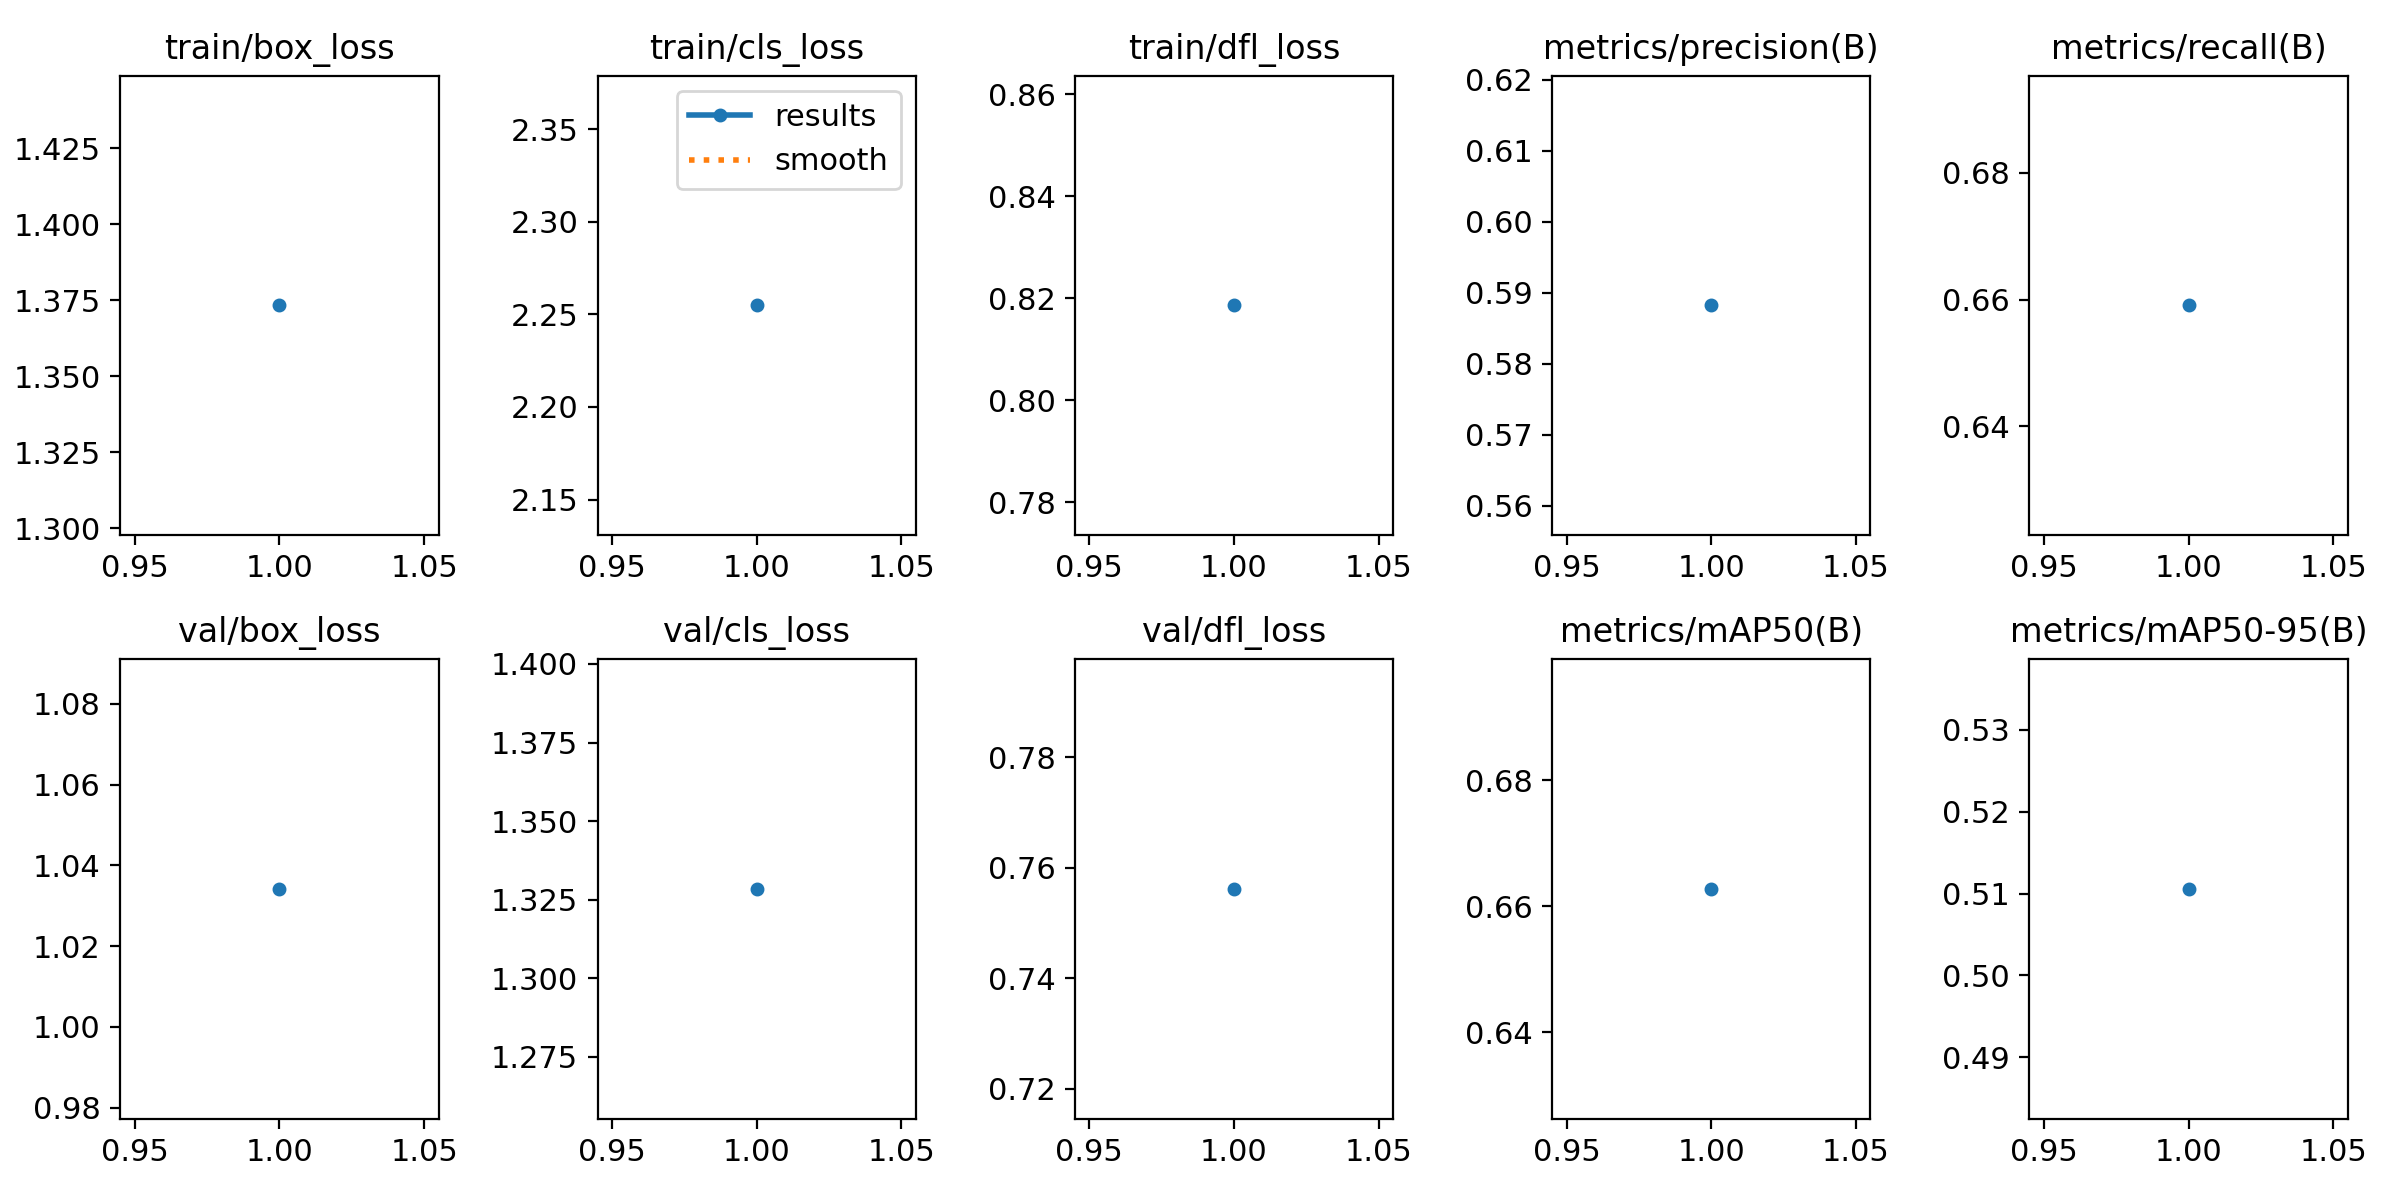 train/box_loss
train/cls_loss
train/dfl_loss
metrics/precision(B)
metrics/recall(B)
1.425
1.400
1.375
1.350
1.325
1.300
0.95 1.00 1.05
results
smooth
2.35
2.30
2.25
2.20
2.15
0.95 1.00 1.05
0.86
0.84
0.82
0.80
0.78
0.95 1.00 1.05
0.62
0.61
0.60
0.59
0.58
0.57
0.56
0.95 1.00 1.05
0.68
0.66
0.64
0.95 1.00 1.05
val/box_loss
val/cls_loss
val/dfl_loss
metrics/mAP50(B)
metrics/mAP50-95(B)
1.08
1.06
1.04
1.02
1.00
0.98
0.95 1.00 1.05
1.400
1.375
1.350
1.325
1.300
1.275
0.95 1.00 1.05
0.78
0.76
0.74
0.72
0.95 1.00 1.05
0.68
0.66
0.64
0.95 1.00 1.05
0.53
0.52
0.51
0.50
0.49
0.95 1.00 1.05